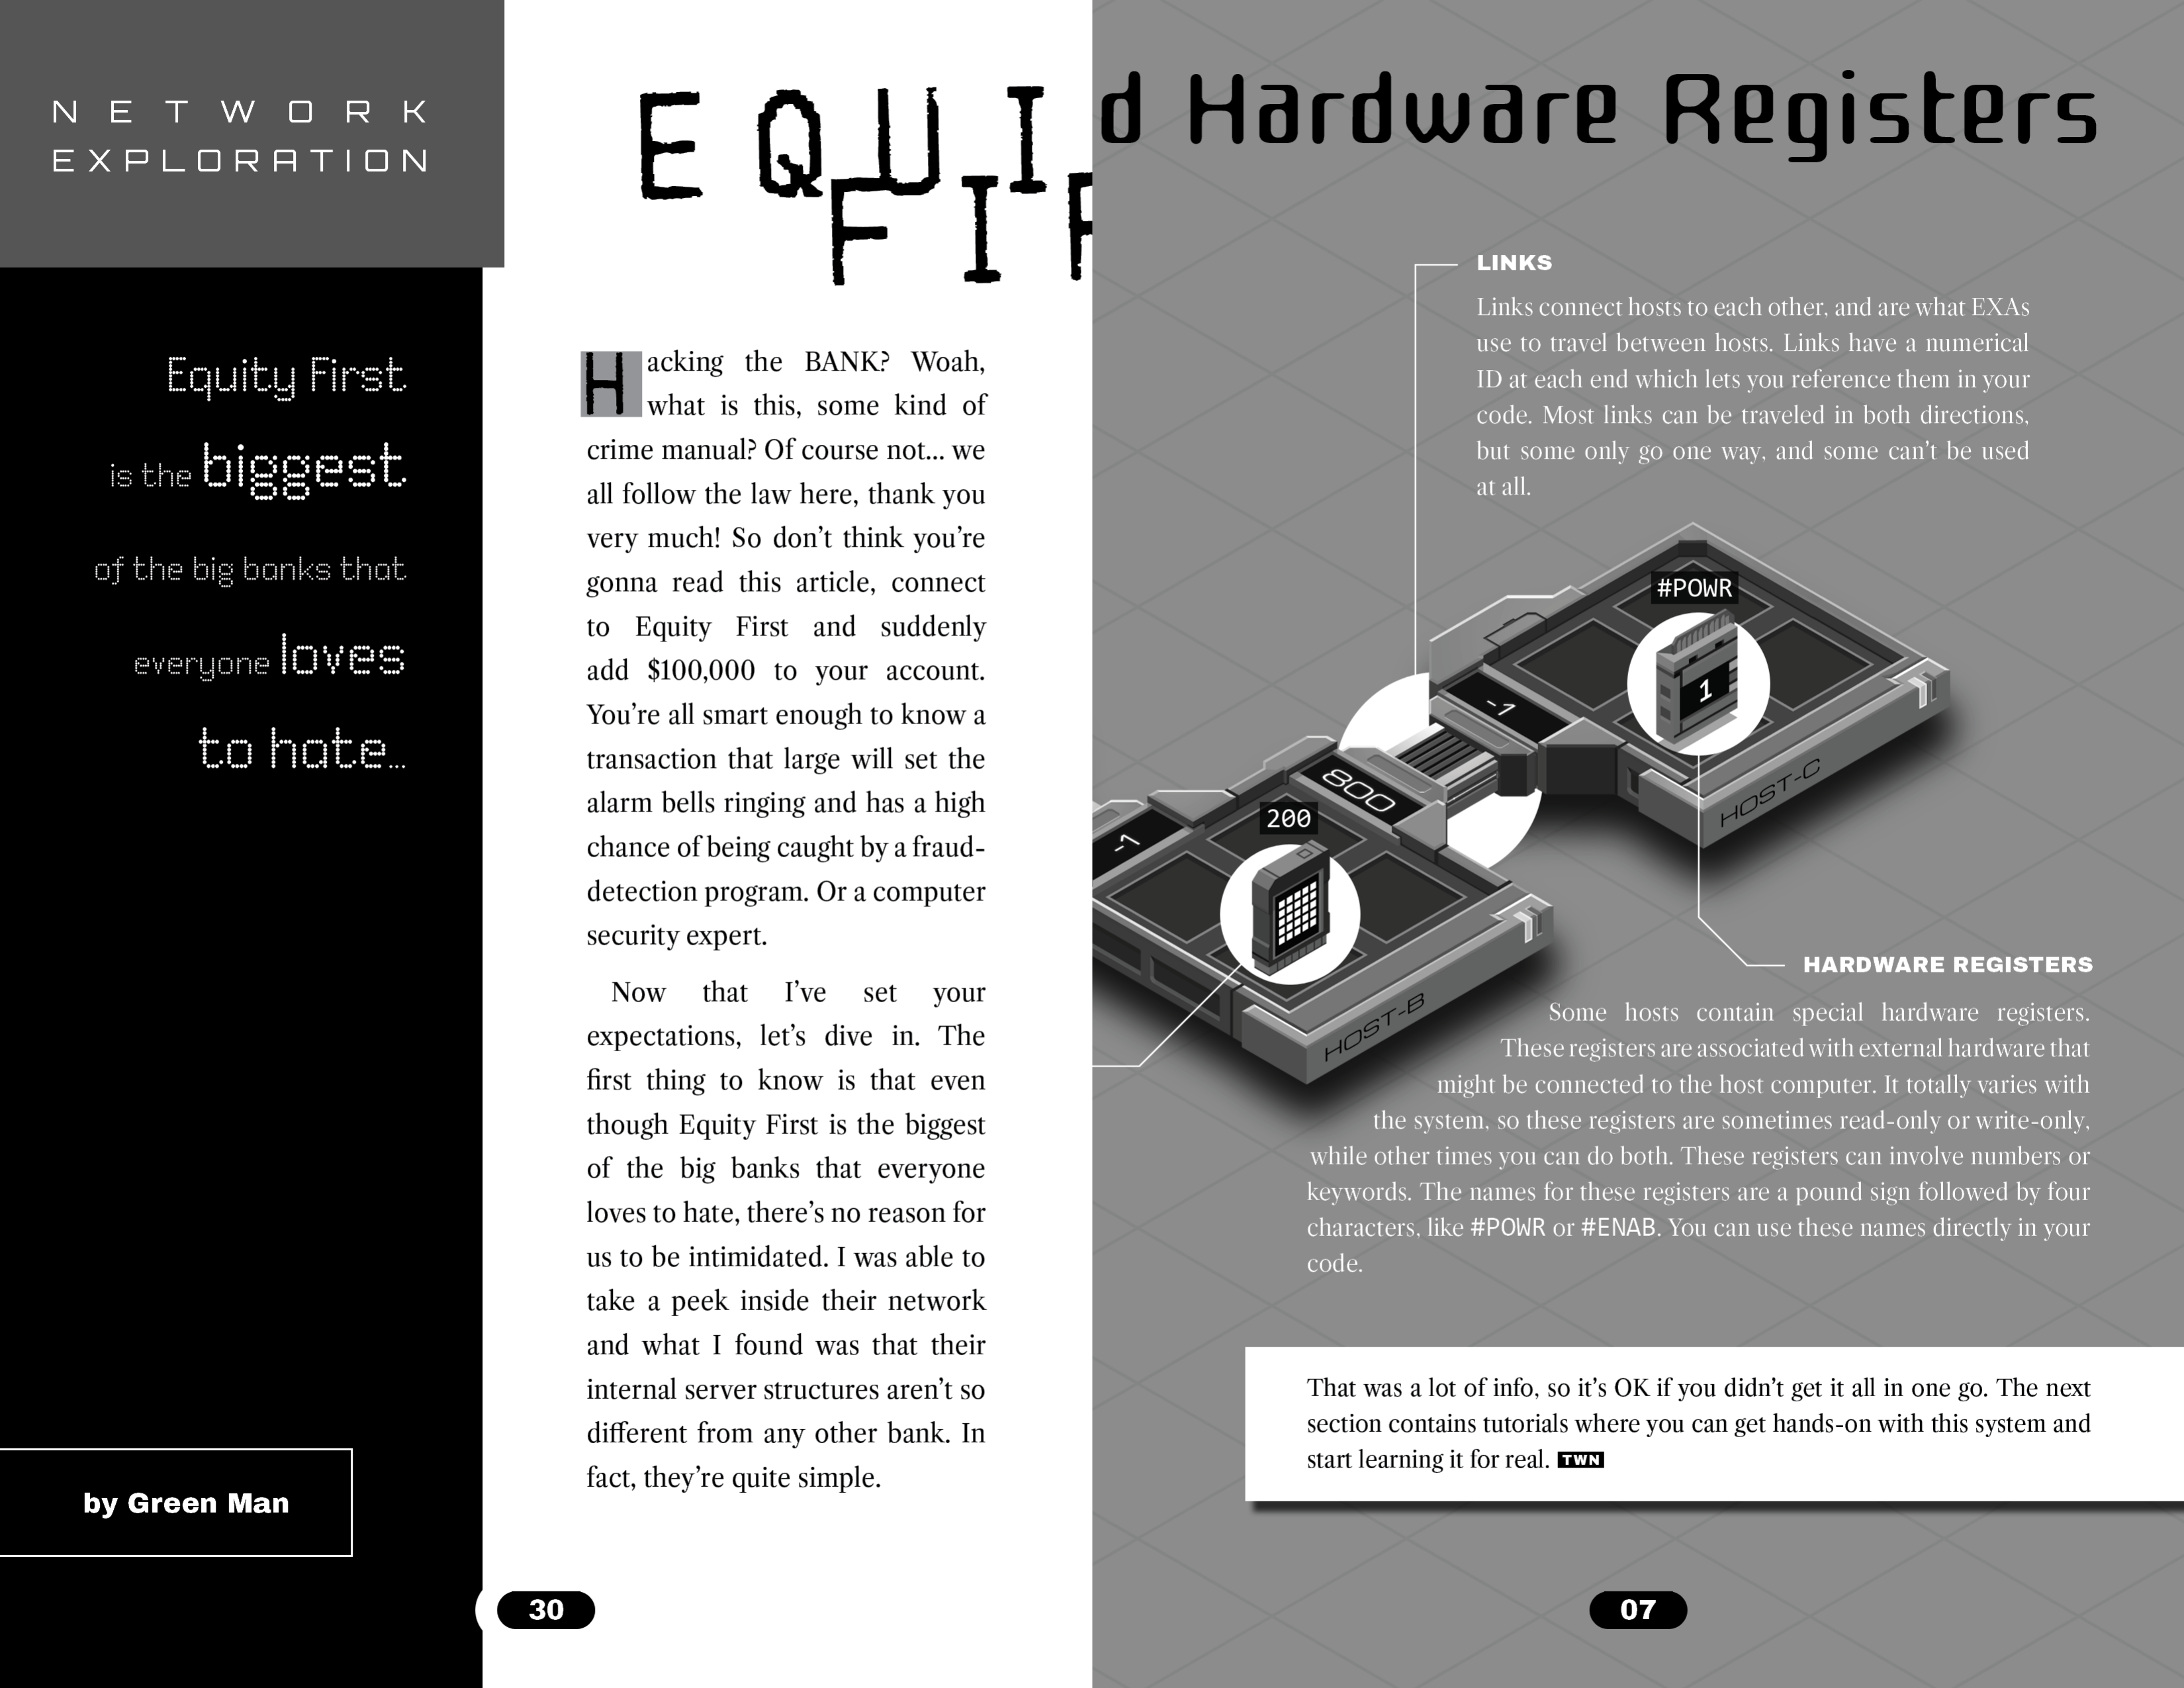 NETWORK
EXPLORATION
Equity First
is the biggest
of the big banks that
everyone loves
to hate...
by Green Man
EQUI
FI
Hacking the BANK? Woah,
what is this, some kind of
crime manual? Of course not... we
all follow the law here, thank you
very much! So don't think you're
gonna read this article, connect
to Equity First and suddenly
add $100,000 to your account.
You're all smart enough to know a
transaction that large will set the
alarm bells ringing and has a high
chance of being caught by a fraud-
detection program. Or a computer
security expert.
Now that I've set your
expectations, let's dive in. The
first thing to know is that even
though Equity First is the biggest
of the big banks that everyone
loves to hate, there's no reason for
us to be intimidated. I was able to
take a peek inside their network
and what I found was that their
internal server structures aren't so
different from any other bank. In
fact, they're quite simple.
30
d Hardware Registers
LINKS
Links connect hosts to each other, and are what EXAs
use to travel between hosts. Links have a numerical
ID at each end which lets you reference them in your
code. Most links can be traveled in both directions,
but some only go one way, and some can't be used
at all.
#POWR
1
-1
800
HOST-C
200
-1
HOST-B
HARDWARE REGISTERS
Some hosts contain special hardware registers.
These registers are associated with external hardware that
might be connected to the host computer. It totally varies with
the system, so these registers are sometimes read-only or write-only,
while other times you can do both. These registers can involve numbers or
keywords. The names for these registers are a pound sign followed by four
characters, like #POWR or #ENAB. You can use these names directly in your
code.
That was a lot of info, so it's OK if you didn't get it all in one go. The next
section contains tutorials where you can get hands-on with this system and
start learning it for real. TWN
07